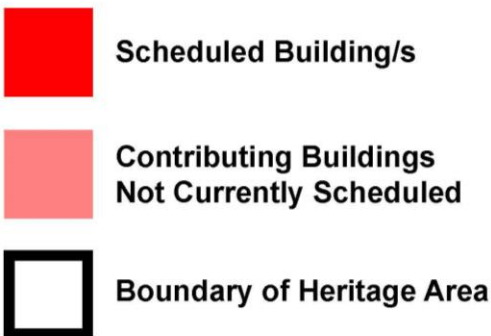 Scheduled Building/s
Contributing Buildings
Not Currently Scheduled
Boundary of Heritage Area